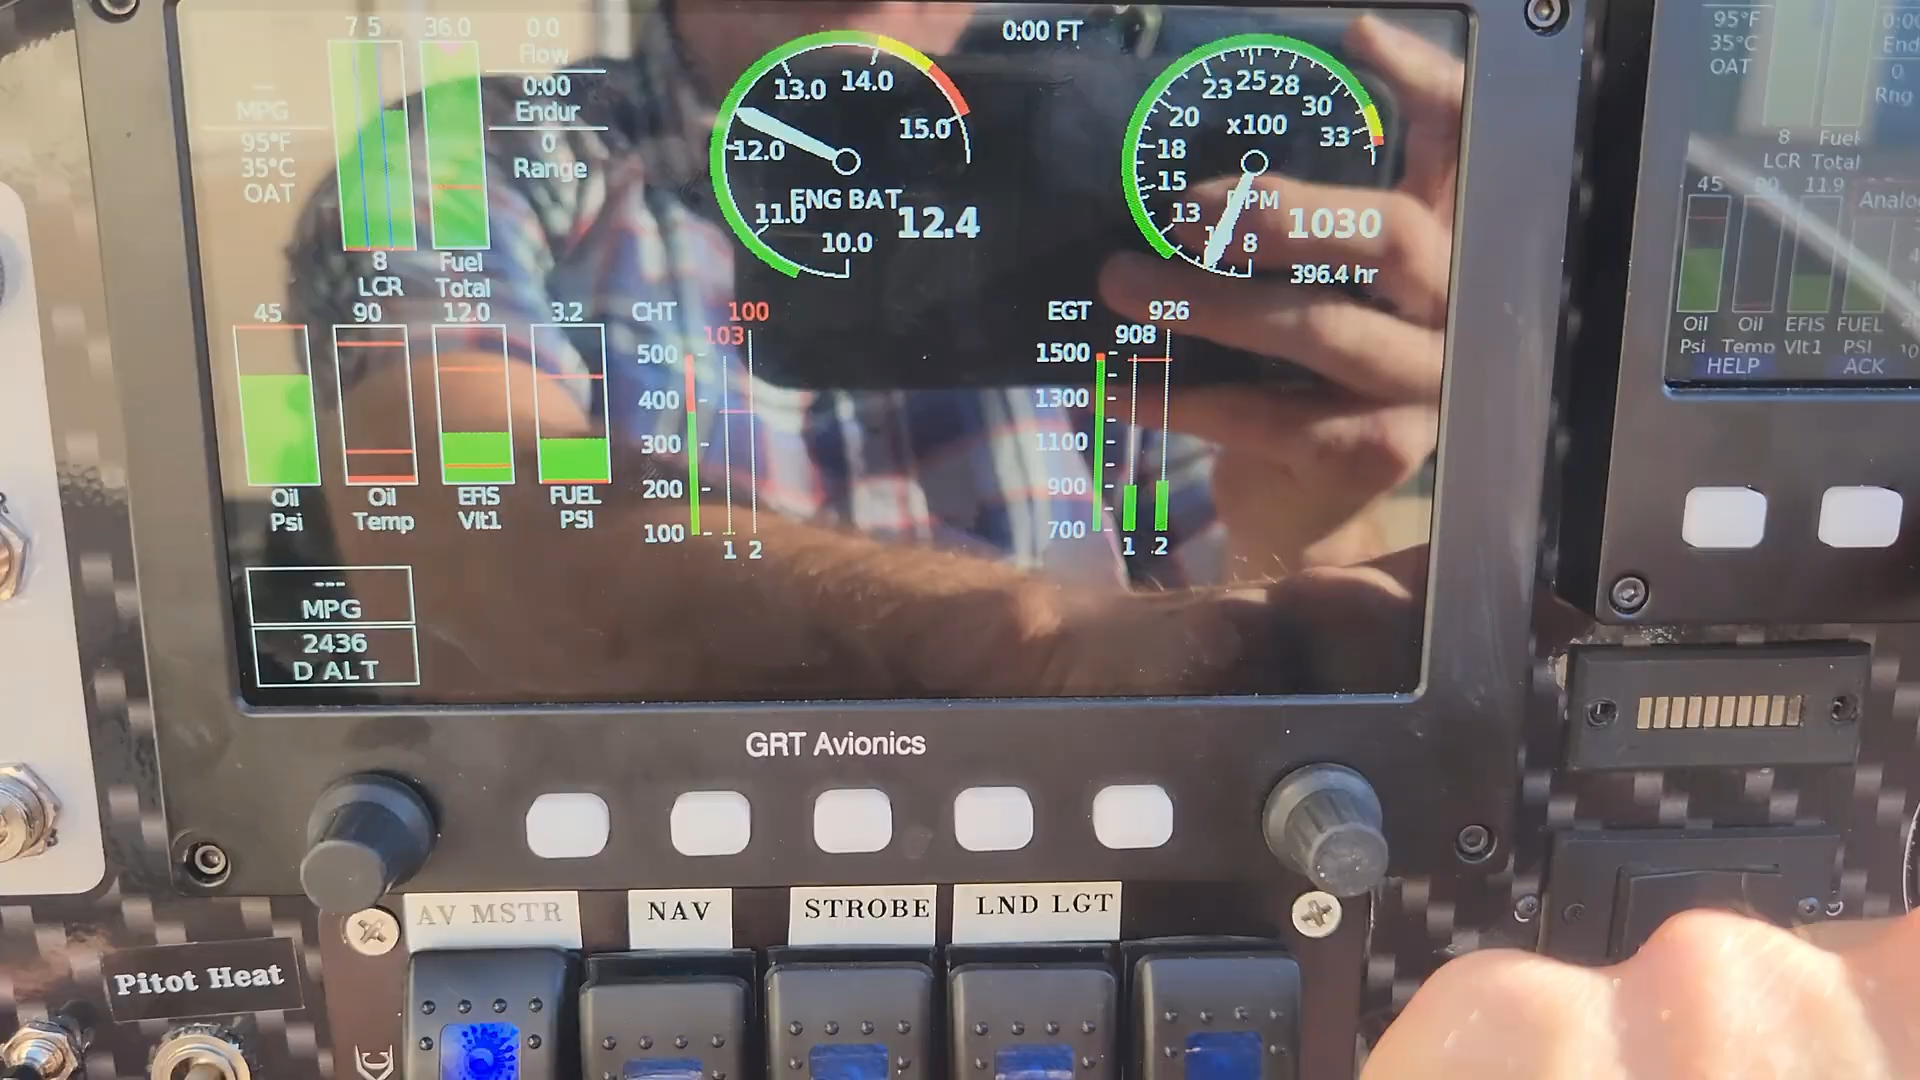 7 5
36.0
0.0
Flow
0:00
Endur
0
Range
MPG
95°F
35°C
OAT
8
LCR
Fuel
Total
13.0
14.0
15.0
12.0
11.0
10.0
ENG BAT
12.4
0:00 FT
23
25
28
20
30
33
x100
18
15
13
8
1030
396.4 hr
45
90
12.0
3.2
Oil
Psi
Oil
Temp
EFIS
Vlt1
FUEL
PSI
CHT
100
103
500
400
300
200
100
1 2
EGT
926
908
1500
1300
1100
900
700
1 2
---
MPG
2436
D ALT
GRT Avionics
AV MSTR
NAV
STROBE
LND LGT
Pitot Heat
95°F
35°C
OAT
Rng
8
LCR
Fuel
Total
45
11.9
Oil
Psi
Oil
Temp
EFIS
Vlt1
FUEL
PSI
HELP
ACK